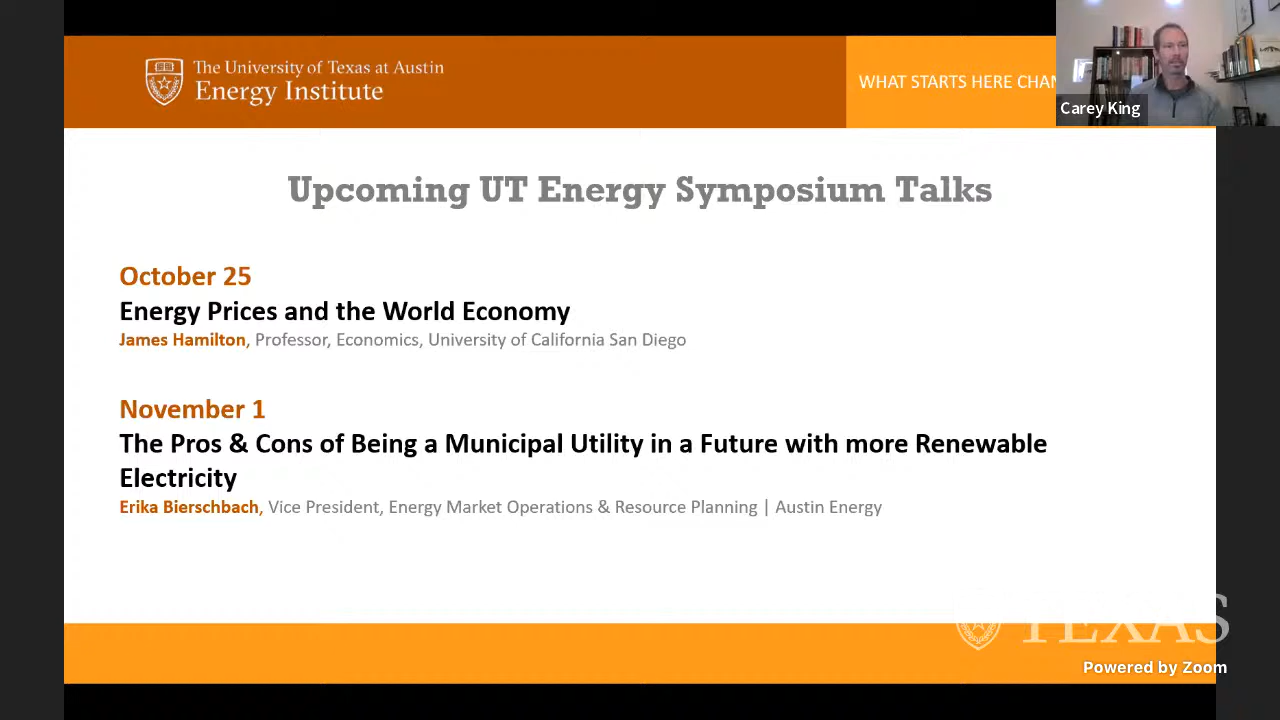 The University of Texas at Austin
Energy Institute
WHAT STARTS HERE CHAN
Carey King
Upcoming UT Energy Symposium Talks
October 25
Energy Prices and the World Economy
James Hamilton, Professor, Economics, University of California San Diego
November 1
The Pros & Cons of Being a Municipal Utility in a Future with more Renewable
Electricity
Erika Bierschbach, Vice President, Energy Market Operations & Resource Planning | Austin Energy
TEXAS
Powered by Zoom